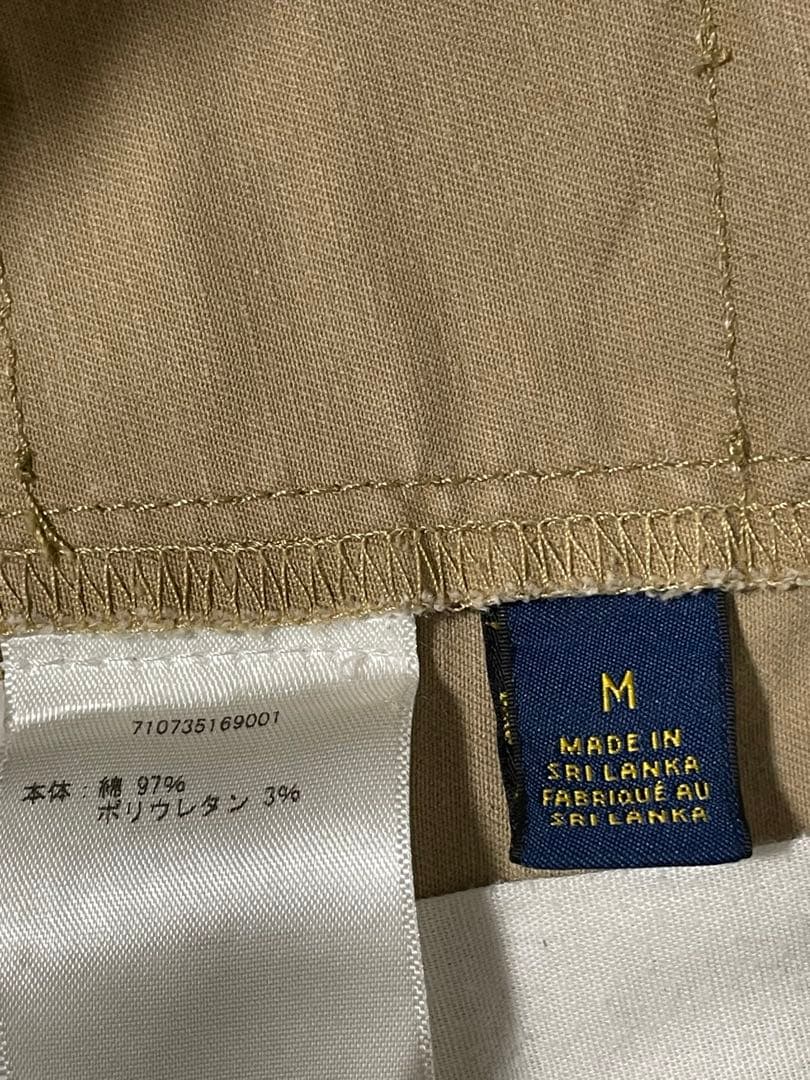 710735169001
本体 : 綿 97%
ポリウレタン 3%
M
MADE IN
SRI LANKA
FABRIQUÉ AU
SRI LANKA